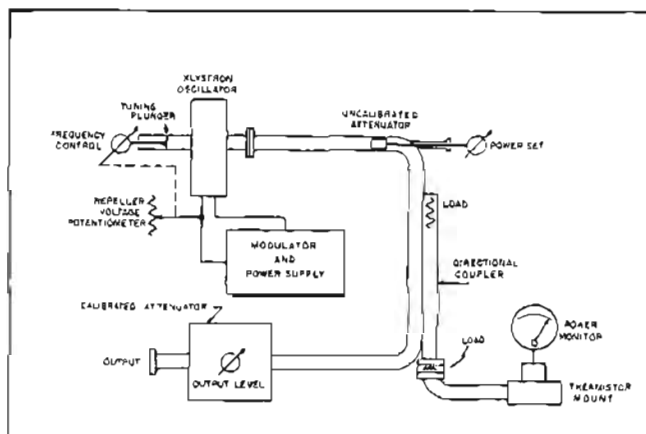 KLYSTRON
OSCILLATOR
TUNING
PLUNGER
FREQUENCY
CONTROL
UNCALIBRATED
ATTENUATOR
POWER SET
REPELLER
VOLTAGE
POTENTIOMETER
LOAD
MODULATOR
AND
POWER SUPPLY
DIRECTIONAL
COUPLER
CALIBRATED ATTENUATOR
POWER
MONITOR
LOAD
OUTPUT
OUTPUT LEVEL
THERMISTOR
MOUNT